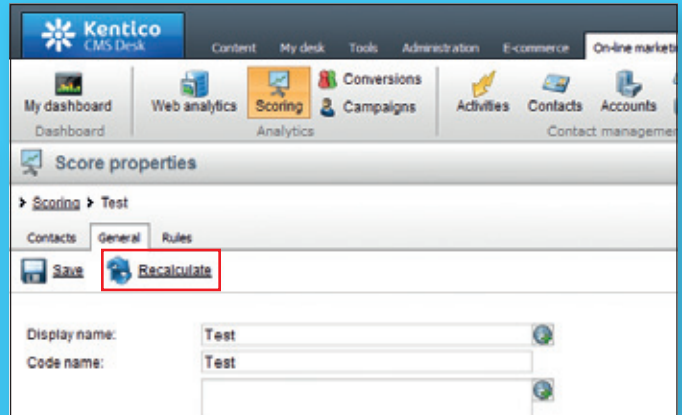 Kentico
CMS Desk
Content My desk Tools Administration E-commerce On-line marketi
My dashboard Web analytics Scoring Conversions Campaigns Activities Contacts Accounts
Dashboard Analytics Contact managemen
Score properties
Scoring Test
Contacts General Rules
Save Recalculate
Display name: Test
Code name: Test